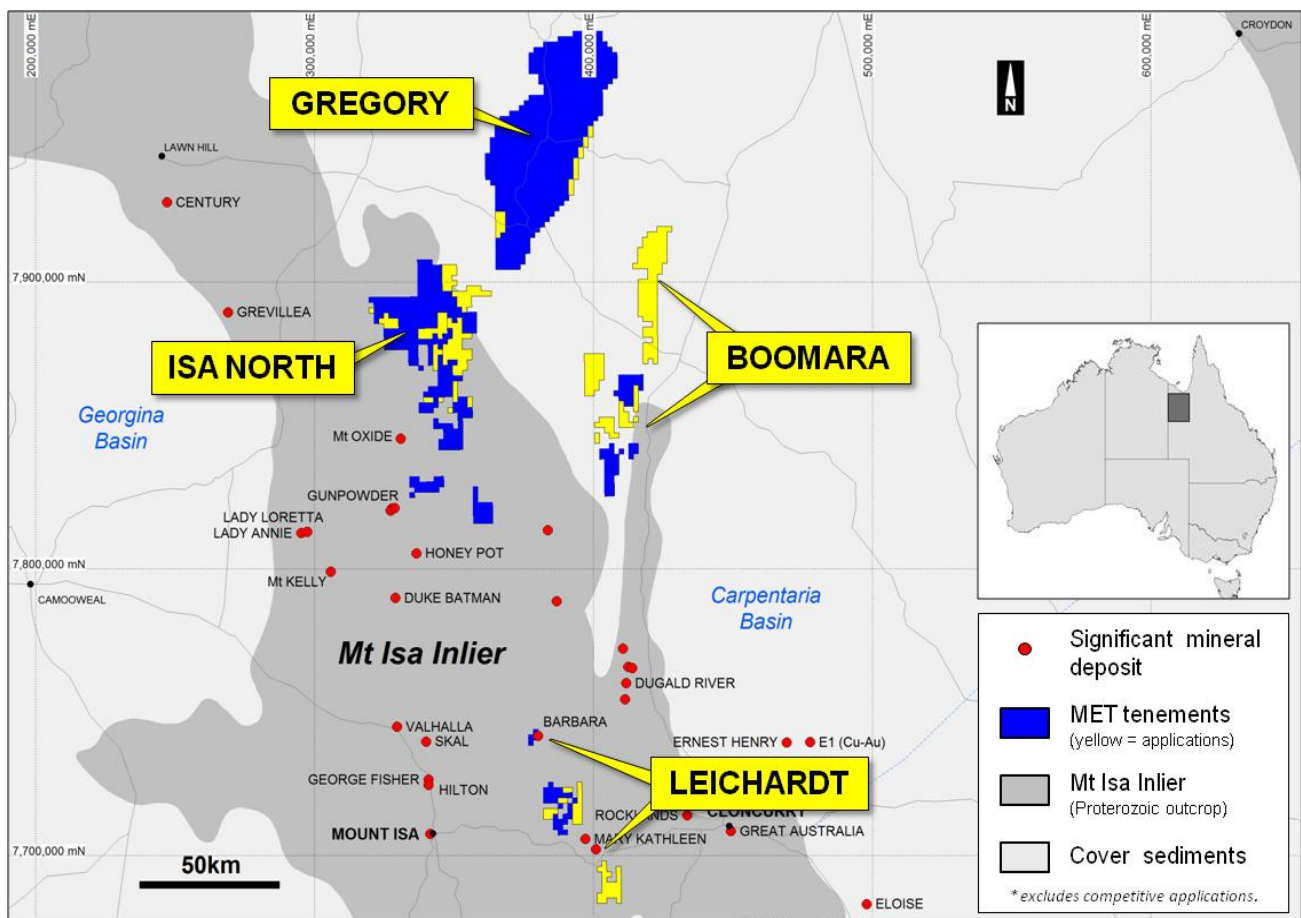 200,000 mE
300,000 mE
400,000 mE
500,000 mE
600,000 mE
CROYDON
GREGORY
N
LAWN HILL
CENTURY
7,900,000 mN
GREVILLEA
ISA NORTH
BOOMARA
Georgina
Basin
Mt OXIDE
GUNPOWDER
LADY LORETTA
LADY ANNIE
HONEY POT
7,800,000 mN
Mt KELLY
CAMOOWEAL
DUKE BATMAN
Carpentaria
Basin
Mt Isa Inlier
DUGALD RIVER
VALHALLA
BARBARA
SKAL
ERNEST HENRY
E1 (Cu-Au)
GEORGE FISHER
HILTON
LEICHARDT
ROCKLANDS
CLONCURRY
MOUNT ISA
MARY KATHLEEN
GREAT AUSTRALIA
7,700,000 mN
50km
ELOISE
Significant mineral
deposit
MET tenements
(yellow = applications)
Mt Isa Inlier
(Proterozoic outcrop)
Cover sediments
* excludes competitive applications.